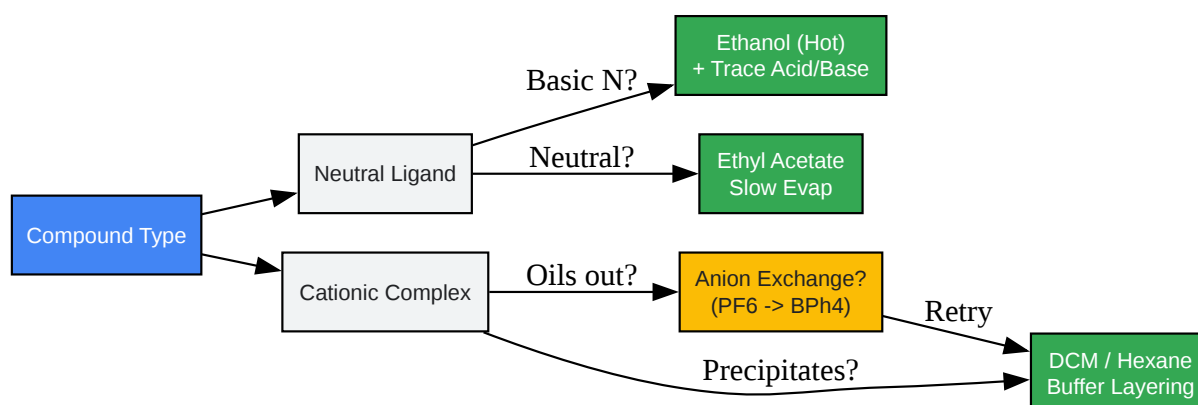 Compound Type
Neutral Ligand
Cationic Complex
Basic N?
Neutral?
Oils out?
Precipitates?
Ethanol (Hot)
+ Trace Acid/Base
Ethyl Acetate
Slow Evap
Anion Exchange?
(PF6 -> BPh4)
Retry
DCM / Hexane
Buffer Layering